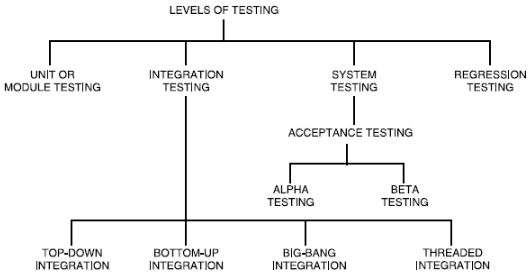 LEVELS OF TESTING
UNIT OR
MODULE TESTING
INTEGRATION
TESTING
SYSTEM
TESTING
REGRESSION
TESTING
ACCEPTANCE TESTING
ALPHA
TESTING
BETA
TESTING
TOP-DOWN
INTEGRATION
BOTTOM-UP
INTEGRATION
BIG-BANG
INTEGRATION
THREADED
INTEGRATION